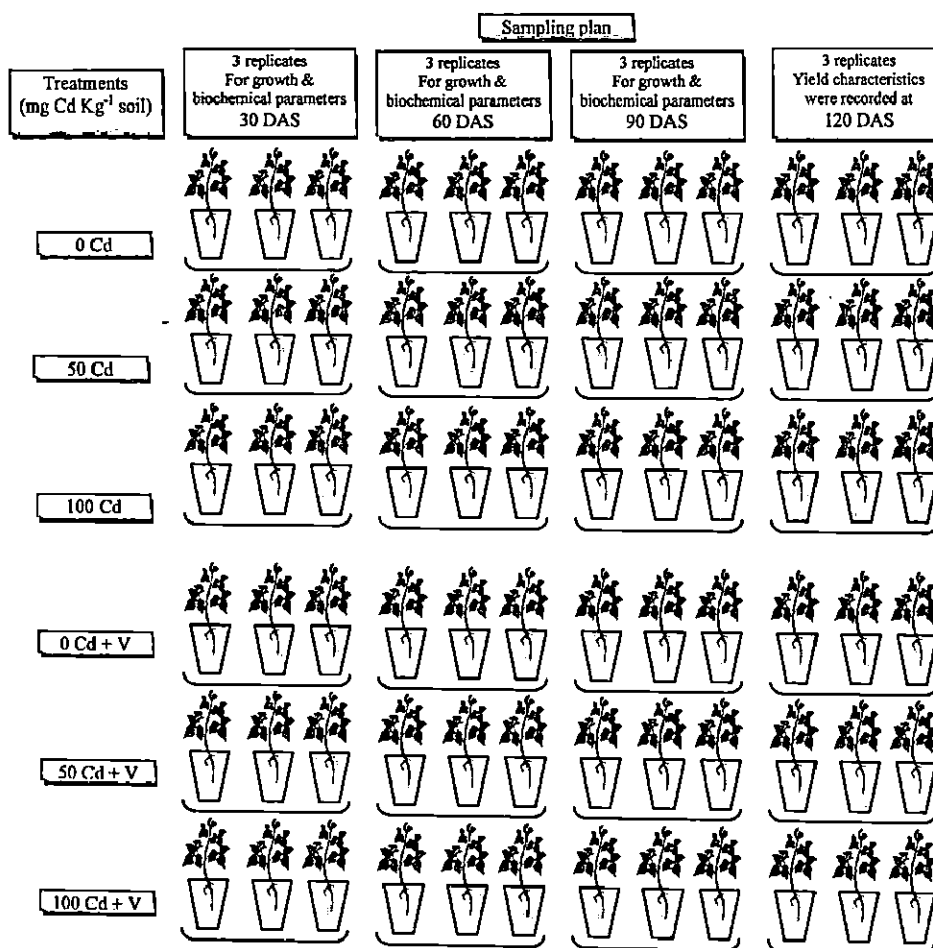 Sampling plan
Treatments
(mg Cd Kg⁻¹ soil)
3 replicates
For growth &
biochemical parameters
30 DAS
3 replicates
For growth &
biochemical parameters
60 DAS
3 replicates
For growth &
biochemical parameters
90 DAS
3 replicates
Yield characteristics
were recorded at
120 DAS
0 Cd
50 Cd
100 Cd
0 Cd + V
50 Cd + V
100 Cd + V